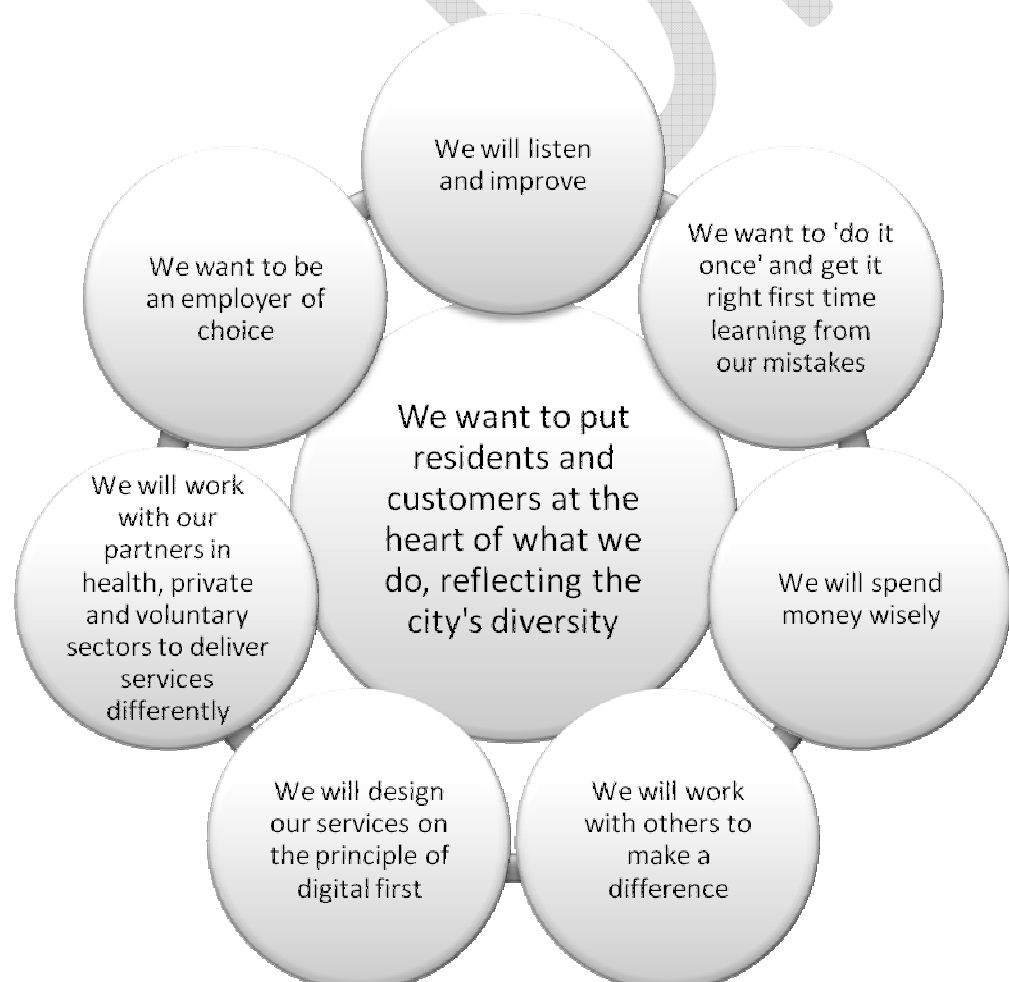 We will listen
and improve
We want to 'do it
once' and get it
right first time
learning from
our mistakes
We will spend
money wisely
We will work
with others to
make a
difference
We will design
our services on
the principle of
digital first
We will work
with our
partners in
health, private
and voluntary
sectors to deliver
services
differently
We want to be
an employer of
choice
We want to put
residents and
customers at the
heart of what we
do, reflecting the
city's diversity